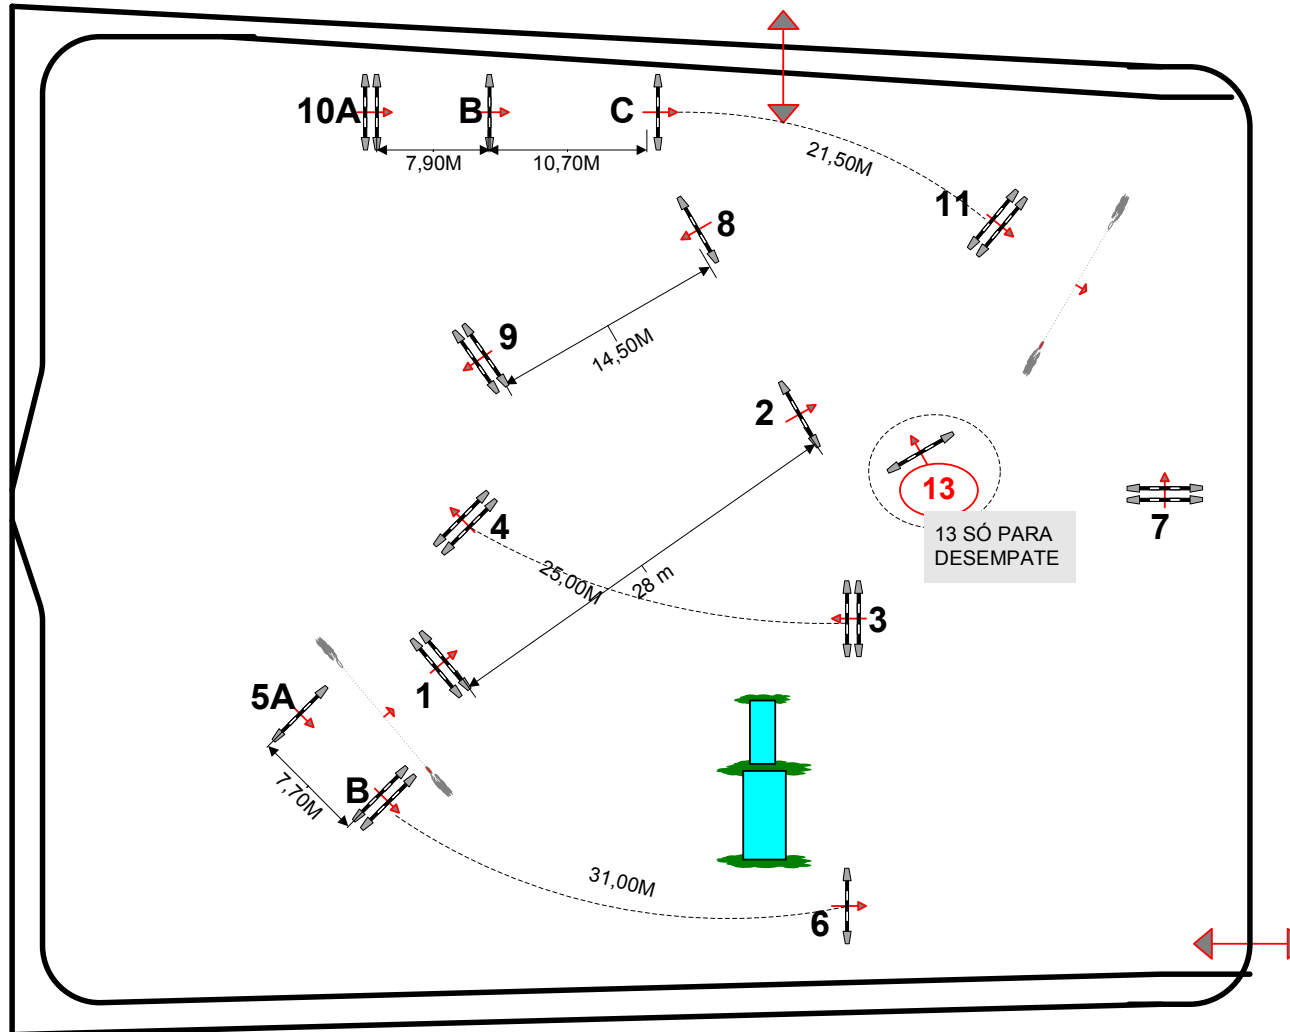 10A
B
C
7,90M
10,70M
21,50M
11
8
9
14,50M
2
13
7
13 SÓ PARA
DESEMPATE
4
25,00M
28 m
3
1
5A
B
7,70M
31,00M
6